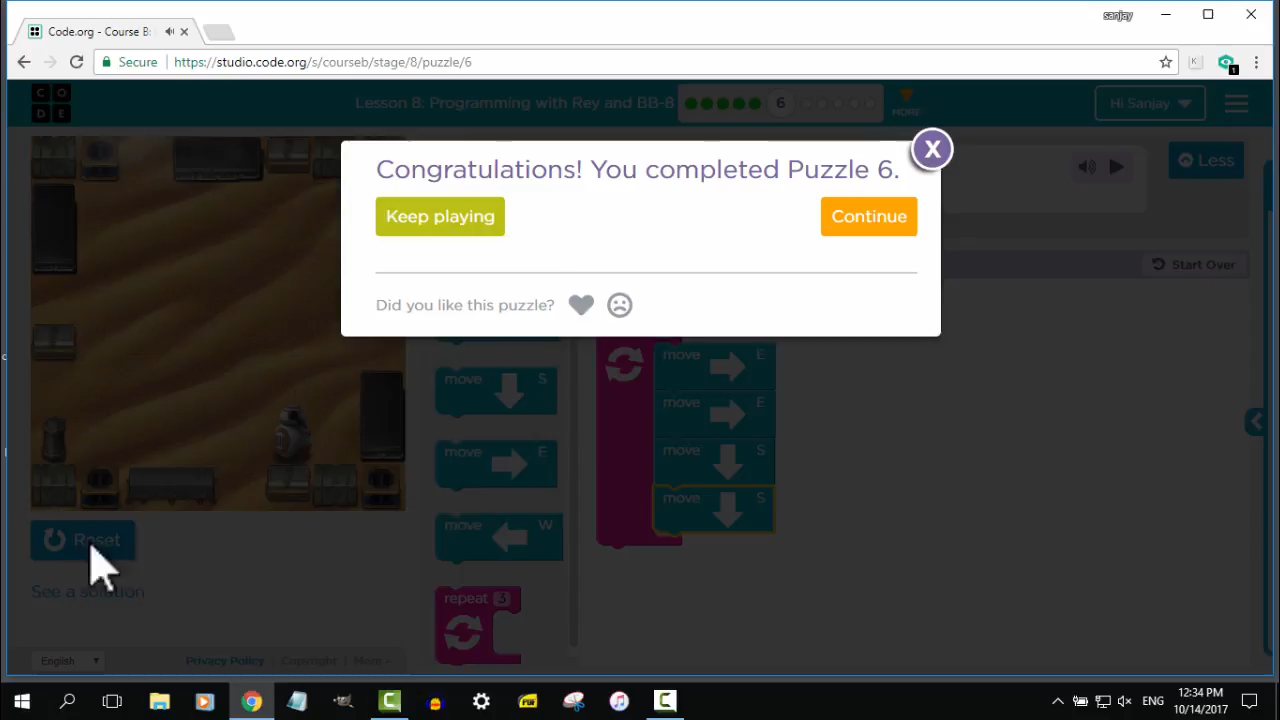 sanjay
Code.org - Course B:
Secure https://studio.code.org/s/courseb/stage/8/puzzle/6
C O D E
Lesson 8: Programming with Rey and BB-8
6
MORE
Hi Sanjay
Congratulations! You completed Puzzle 6.
X
Less
Keep playing
Continue
Start Over
Did you like this puzzle?
move E
move S
move E
move S
move E
move S
move E
move W
Reset
See a solution
repeat 3
English
Privacy Policy
Copyright
More
12:34 PM
ENG
10/14/2017
1